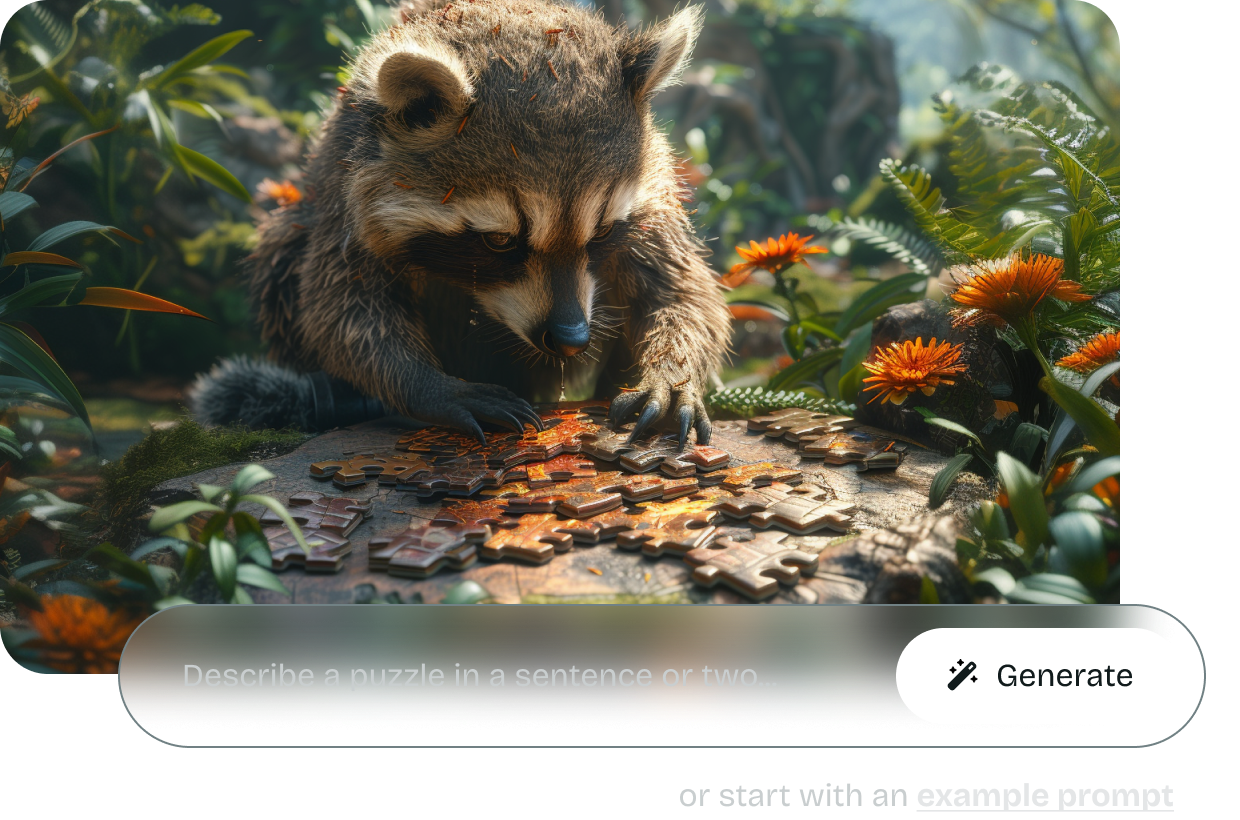 Describe a puzzle in a sentence or two...
Generate
or start with an example prompt